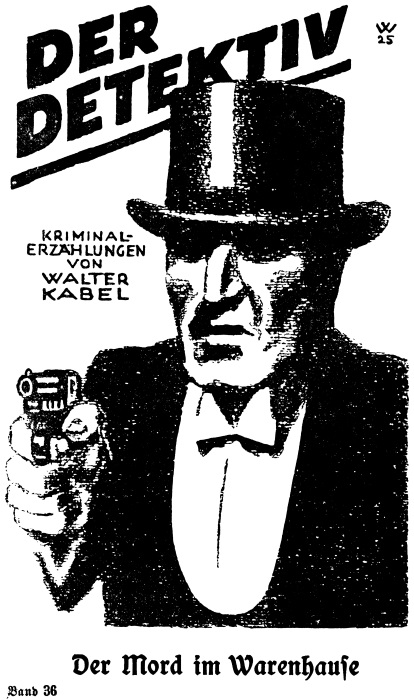 DER
DETEKTIV
W
25
KRIMINAL-
ERZÄHLUNGEN
VON
WALTER
KABEL
Der Mord im Warenhause
Band 36